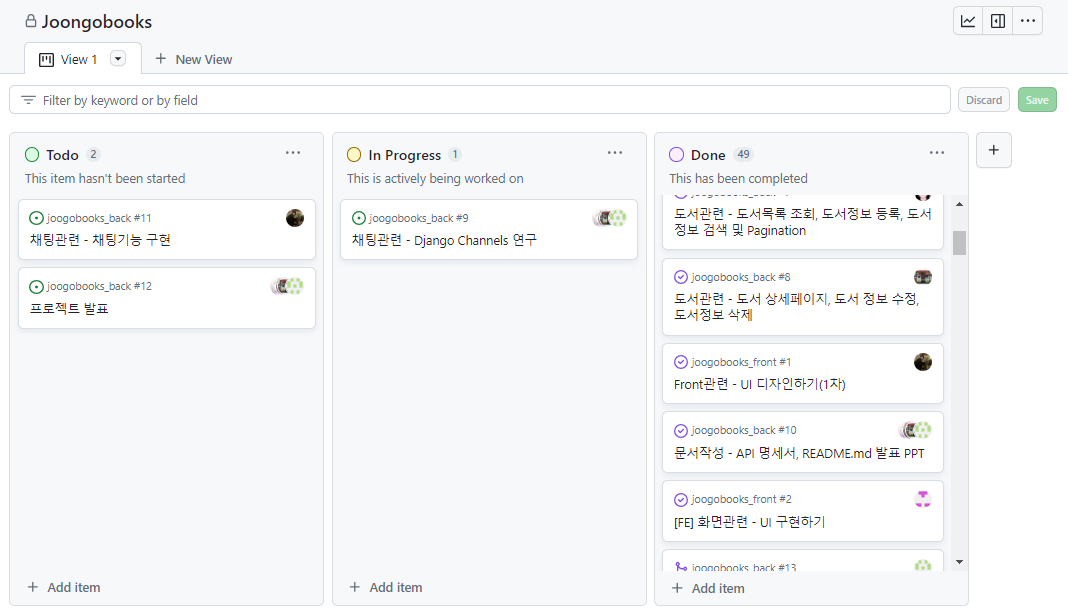 Joongobooks
View 1
New View
Filter by keyword or by field
Discard
Save
Todo 2
This item hasn't been started
joogobooks_back #11
채팅관련 - 채팅기능 구현
joogobooks_back #12
프로젝트 발표
Add item
In Progress 1
This is actively being worked on
joogobooks_back #9
채팅관련 - Django Channels 연구
Add item
Done 49
This has been completed
도서관련 - 도서목록 조회, 도서정보 등록, 도서
정보 검색 및 Pagination
joogobooks_back #8
도서관련 - 도서 상세페이지, 도서 정보 수정,
도서정보 삭제
joogobooks_front #1
Front관련 - UI 디자인하기(1차)
joogobooks_back #10
문서작성 - API 명세서, README.md 발표 PPT
joogobooks_front #2
[FE] 화면관련 - UI 구현하기
joogobooks_back #13
Add item